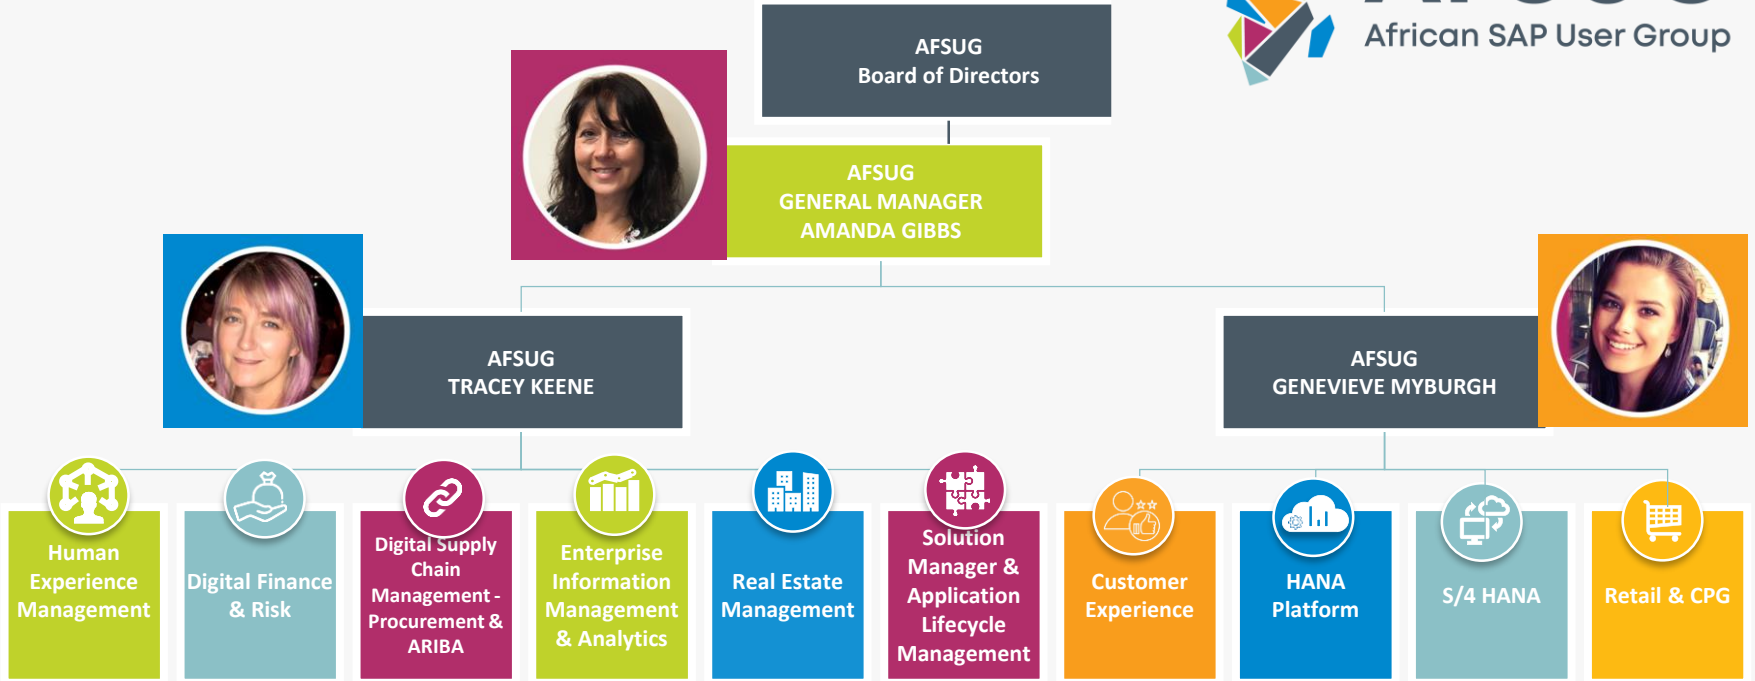 African SAP User Group
AFSUG
Board of Directors
AFSUG
GENERAL MANAGER
AMANDA GIBBS
AFSUG
TRACEY KEENE
AFSUG
GENEVIEVE MYBURGH
Human
Experience
Management
Digital Finance
& Risk
Digital Supply
Chain
Management -
Procurement &
ARIBA
Enterprise
Information
Management
& Analytics
Real Estate
Management
Solution
Manager &
Application
Lifecycle
Management
Customer
Experience
HANA
Platform
S/4 HANA
Retail & CPG